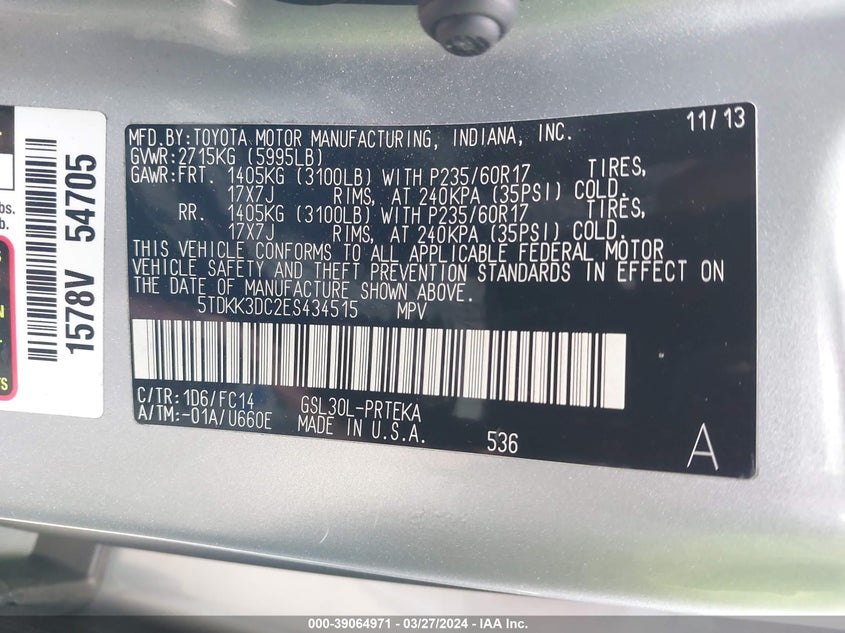 11/13
MFD.BY:TOYOTA MOTOR MANUFACTURING, INDIANA, INC.
GVWR:2715KG (5995LB)
GAWR:FRT. 1405KG (3100LB) WITH P235/60R17 TIRES,
17X7J RIMS, AT 240KPA (35PSI) COLD.
RR. 1405KG (3100LB) WITH P235/60R17 TIRES,
17X7J RIMS, AT 240KPA (35PSI) COLD.
THIS VEHICLE CONFORMS TO ALL APPLICABLE FEDERAL MOTOR
VEHICLE SAFETY AND THEFT PREVENTION STANDARDS IN EFFECT ON
THE DATE OF MANUFACTURE SHOWN ABOVE.
5TDKK3DC2ES434515 MPV
C/TR:1D6/FC14 GSL30L-PRTEKA
A/TM:-01A/U660E MADE IN U.S.A. 536 A
1578V 54705
bs.
b.
000-39064971 - 03/27/2024 - IAA Inc.